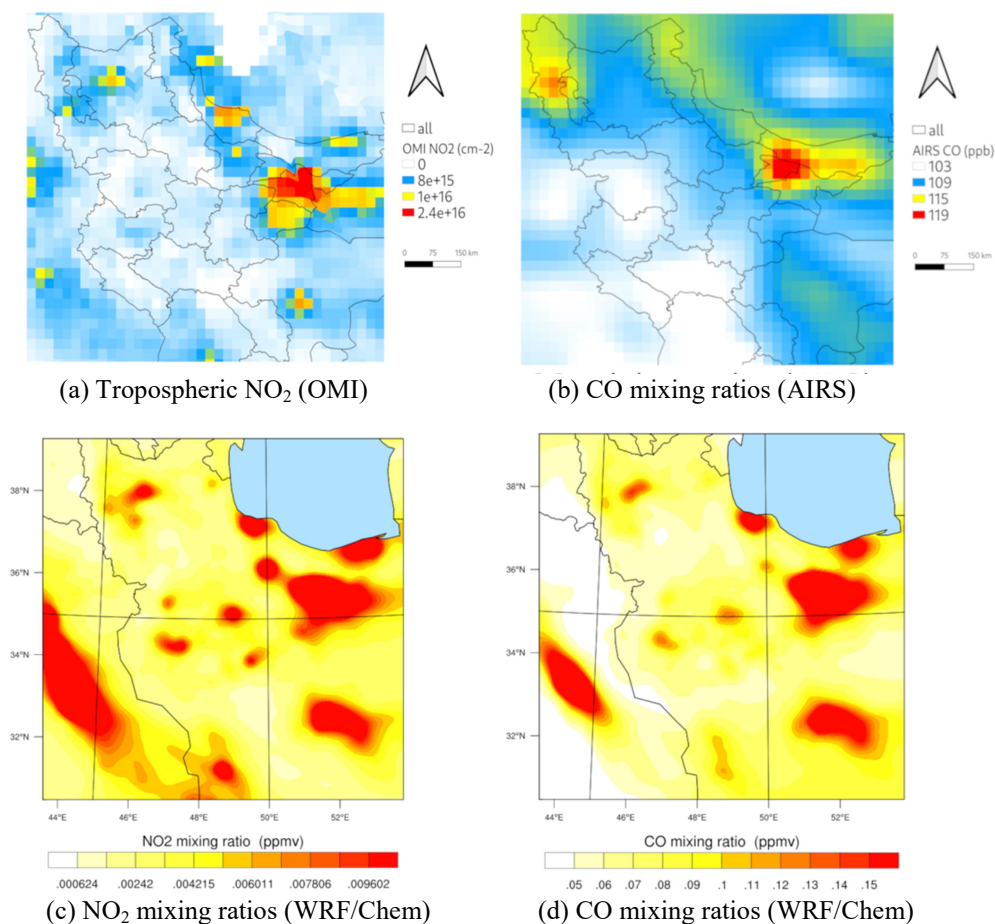 all
OMI NO2 (cm-2)
0
8e+15
1e+16
2.4e+16
0 75 150 km
all
AIRS CO (ppb)
103
109
115
119
0 75 150 km
(a) Tropospheric NO₂ (OMI)
(b) CO mixing ratios (AIRS)
38°N
36°N
34°N
32°N
44°E 46°E 48°E 50°E 52°E
NO2 mixing ratio (ppmv)
.000624 .00242 .004215 .006011 .007806 .009602
(c) NO₂ mixing ratios (WRF/Chem)
38°N
36°N
34°N
32°N
44°E 46°E 48°E 50°E 52°E
CO mixing ratio (ppmv)
.05 .06 .07 .08 .09 .1 .11 .12 .13 .14 .15
(d) CO mixing ratios (WRF/Chem)